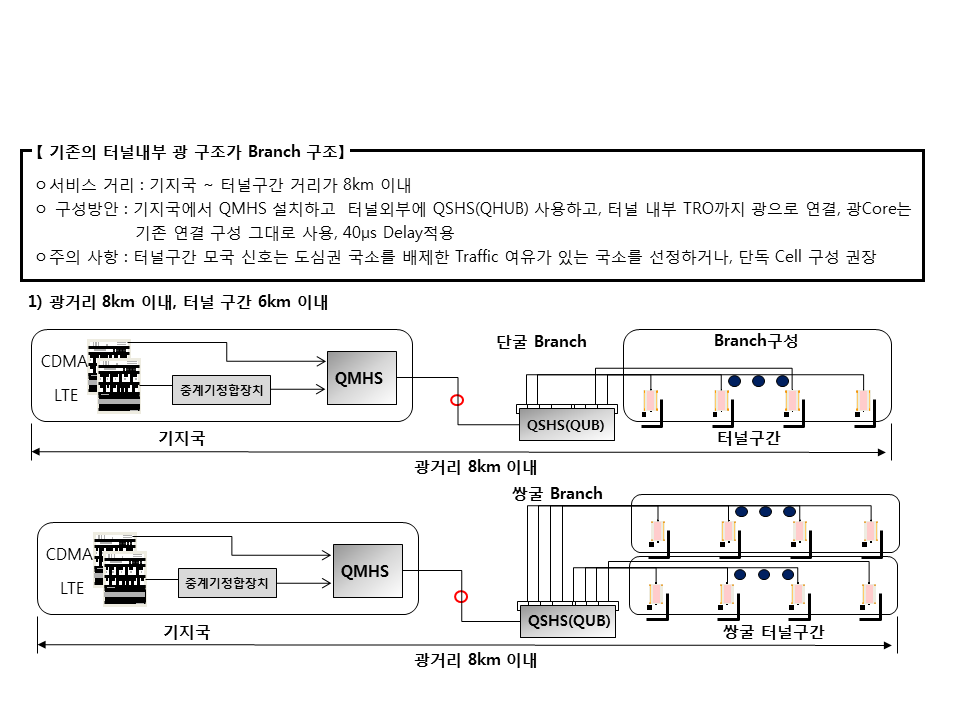 【 기존의 터널내부 광 구조가 Branch 구조】
ㅇ서비스 거리 : 기지국 ~ 터널구간 거리가 8km 이내
ㅇ 구성방안 : 기지국에서 QMHS 설치하고 터널외부에 QSHS(QHUB) 사용하고, 터널 내부 TRO까지 광으로 연결, 광Core는
기존 연결 구성 그대로 사용, 40μs Delay적용
ㅇ주의 사항 : 터널구간 모국 신호는 도심권 국소를 배제한 Traffic 여유가 있는 국소를 선정하거나, 단독 Cell 구성 권장
1) 광거리 8km 이내, 터널 구간 6km 이내
단굴 Branch
Branch구성
CDMA
LTE
중계기정합장치
QMHS
QSHS(QUB)
기지국
터널구간
광거리 8km 이내
쌍굴 Branch
CDMA
LTE
중계기정합장치
QMHS
QSHS(QUB)
기지국
쌍굴 터널구간
광거리 8km 이내